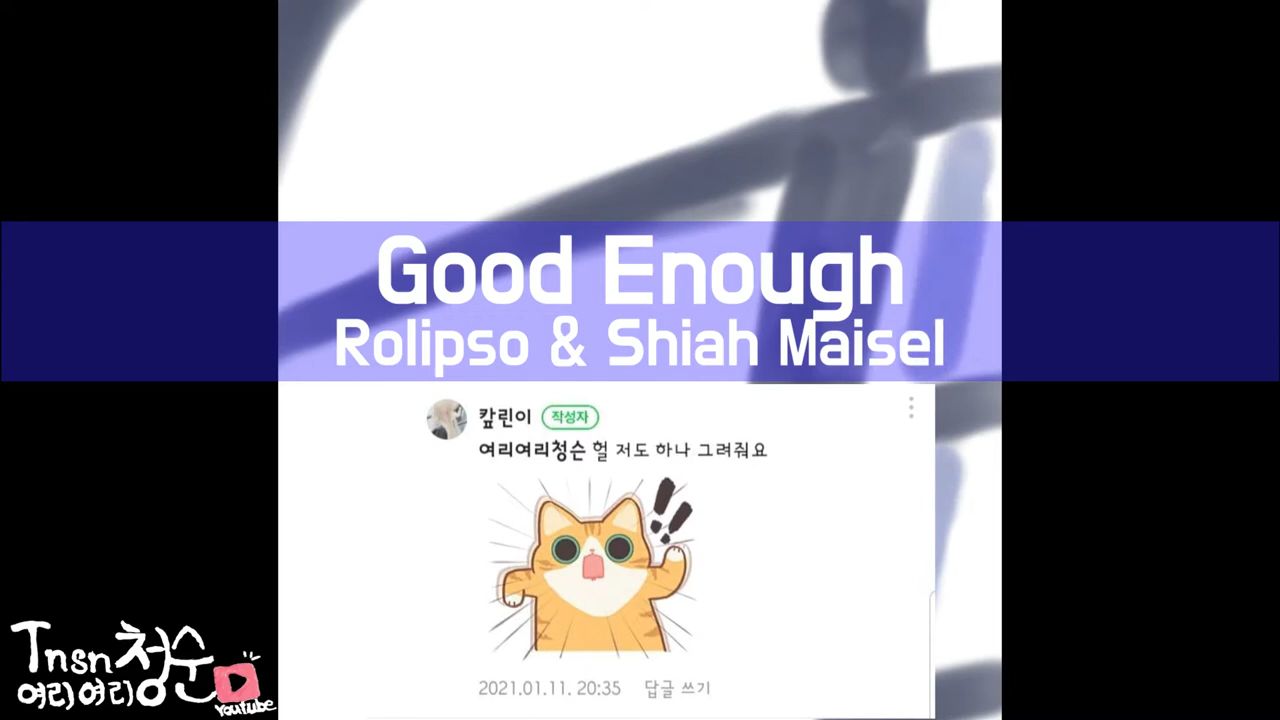 Good Enough
Rolipso & Shiah Maisel
캎린이 작성자
여리여리청슨 헐 저도 하나 그려줘요
2021.01.11. 20:35 답글 쓰기
Tnsn청순
여리여리
YouTube